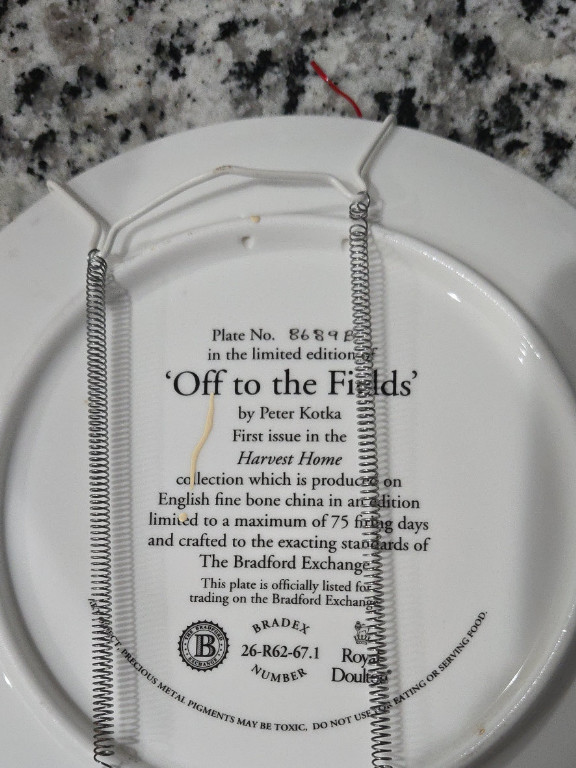 Plate No. 8689
in the limited edition of
'Off to the Fields'
by Peter Kotka
First issue in the
Harvest Home
collection which is produced on
English fine bone china in an edition
limited to a maximum of 75 firing days
and crafted to the exacting standards of
The Bradford Exchange
This plate is officially listed for
trading on the Bradford Exchange
THE BRADFORD
B
EXCHANGE
BRADEX
26-R62-67.1
NUMBER
Royal
Doulton
PRECIOUS METAL PIGMENTS MAY BE TOXIC. DO NOT USE FOR EATING OR SERVING FOOD.